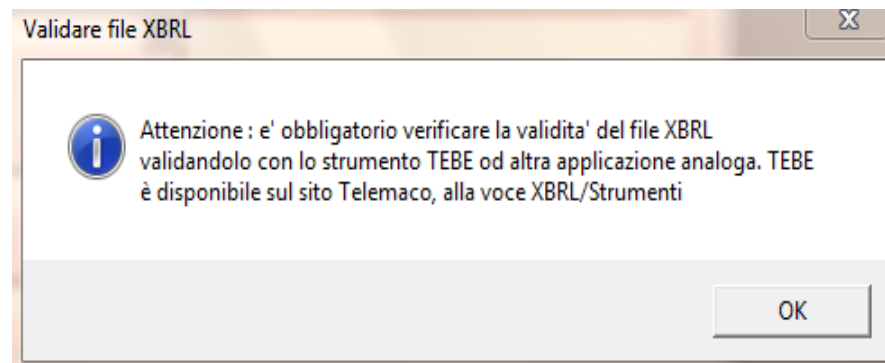 Validare file XBRL
Attenzione : e' obbligatorio verificare la validita' del file XBRL
validandolo con lo strumento TEBE od altra applicazione analoga. TEBE
è disponibile sul sito Telemaco, alla voce XBRL/Strumenti
OK